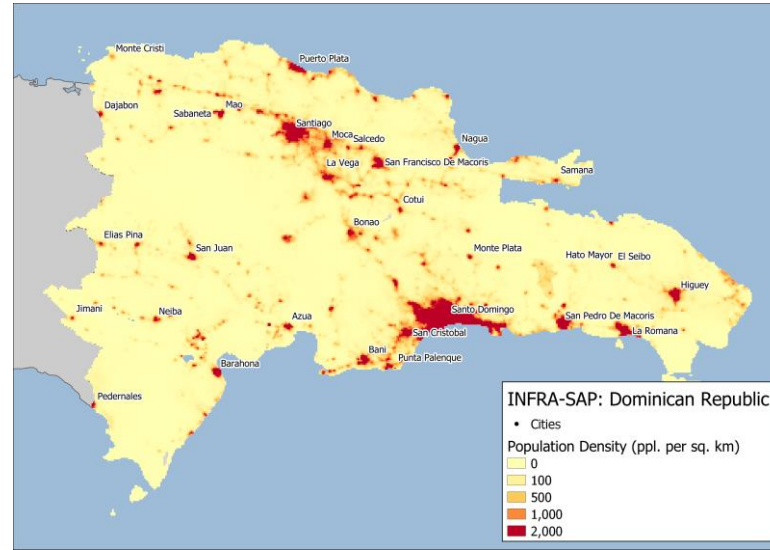 Monte Cristi
Puerto Plata
Dajabon
Sabaneta
Mao
Santiago
Moca
Salcedo
Nagua
La Vega
San Francisco De Macoris
Samana
Cotui
Elias Pina
San Juan
Bonao
Monte Plata
Hato Mayor
El Seibo
Higuey
Jimani
Neiba
Azua
Santo Domingo
San Pedro De Macoris
San Cristobal
La Romana
Bani
Punta Palenque
Barahona
Pedernales
INFRA-SAP: Dominican Republic
Cities
Population Density (ppl. per sq. km)
0
100
500
1,000
2,000